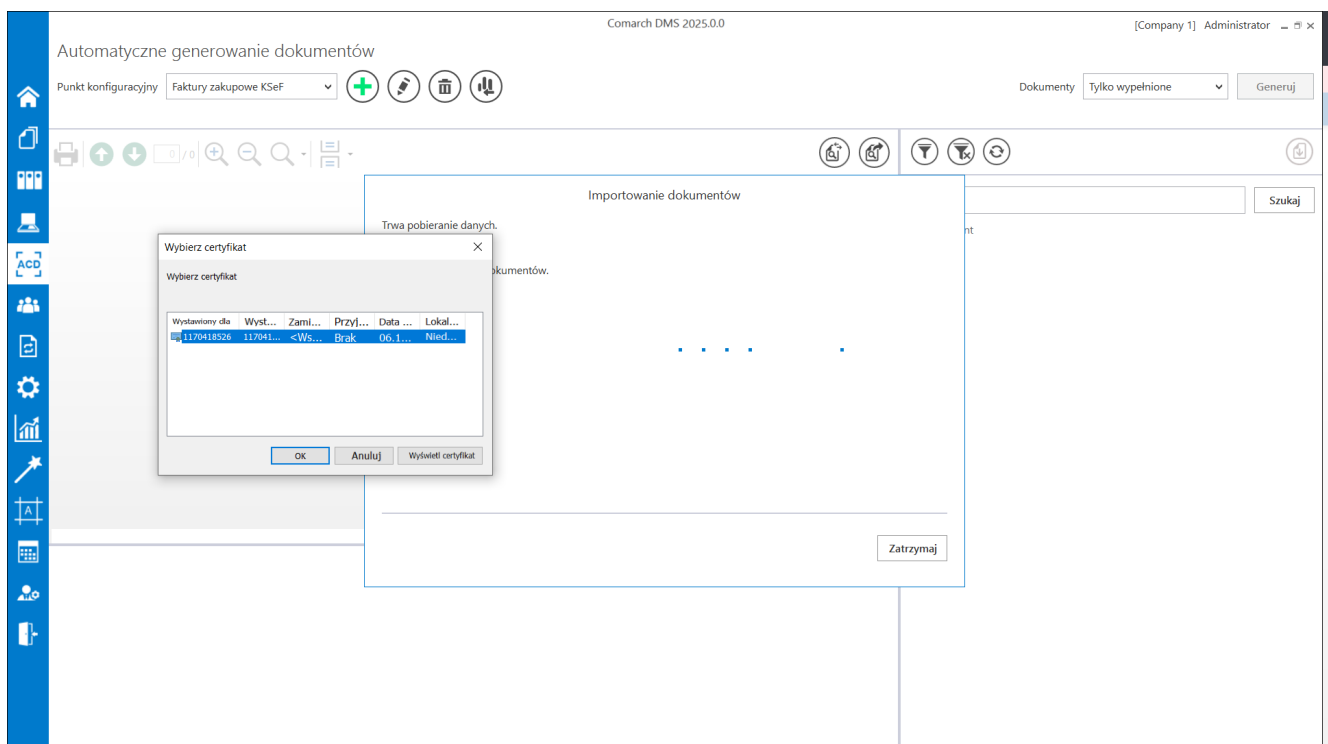 Comarch DMS 2025.0.0
[Company 1] Administrator
Automatyczne generowanie dokumentów
Punkt konfiguracyjny Faktury zakupowe KSeF Dokumenty Tylko wypełnione Generuj
0 / 0
Importowanie dokumentów
Szukaj
Trwa pobieranie danych.
nt
Wybierz certyfikat
ACD
Wybierz certyfikat
okumentów.
Wystawiony dla Wyst... Zami... Przyj... Data ... Lokal...
1170418526 117041... <Ws... Brak 06.1... Nied...
OK Anuluj Wyświetl certyfikat
A
Zatrzymaj